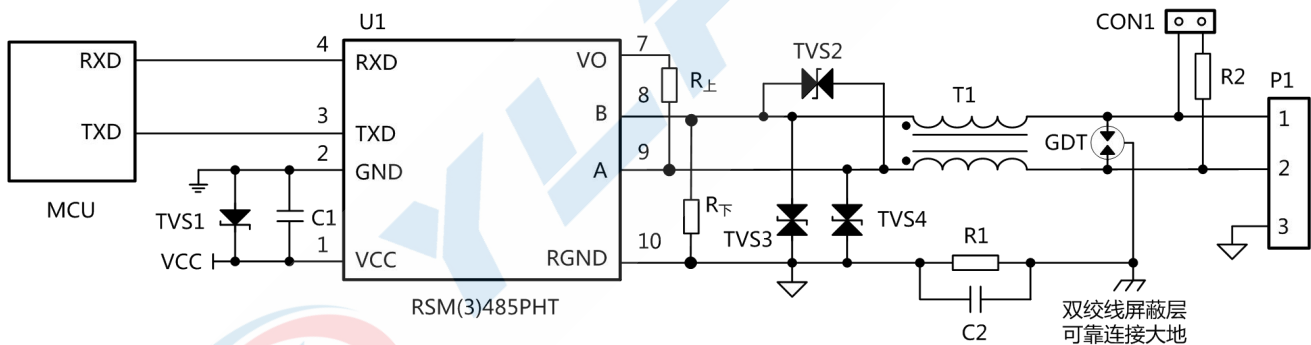 U1
CON1
MCU
RXD
TXD
4
3
2
1
RXD
TXD
GND
VCC
VO
B
A
RGND
7
8
9
10
RSM(3)485PHT
TVS1
C1
VCC
R上
R下
TVS2
TVS3
TVS4
T1
GDT
R2
P1
1
2
3
R1
C2
双绞线屏蔽层
可靠连接大地